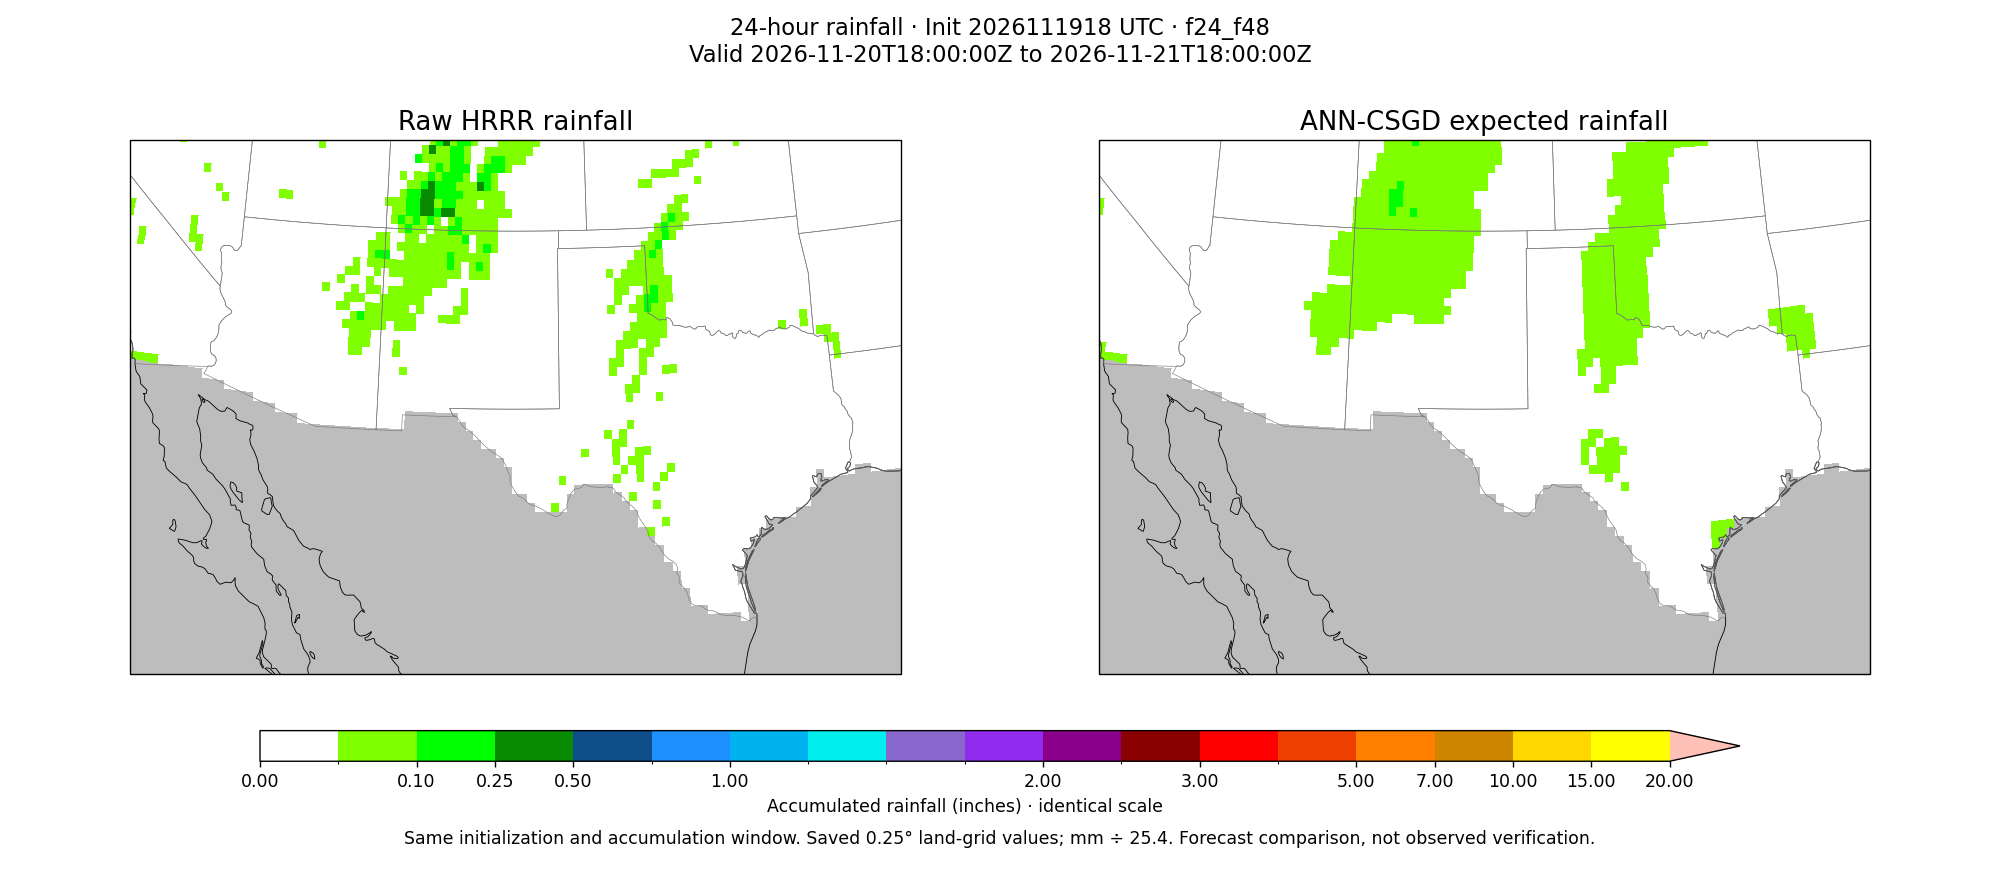 24-hour rainfall · Init 2026111918 UTC · f24_f48
Valid 2026-11-20T18:00:00Z to 2026-11-21T18:00:00Z
Raw HRRR rainfall
ANN-CSGD expected rainfall
0.00 0.10 0.25 0.50 1.00 2.00 3.00 5.00 7.00 10.00 15.00 20.00
Accumulated rainfall (inches) · identical scale
Same initialization and accumulation window. Saved 0.25° land-grid values; mm ÷ 25.4. Forecast comparison, not observed verification.